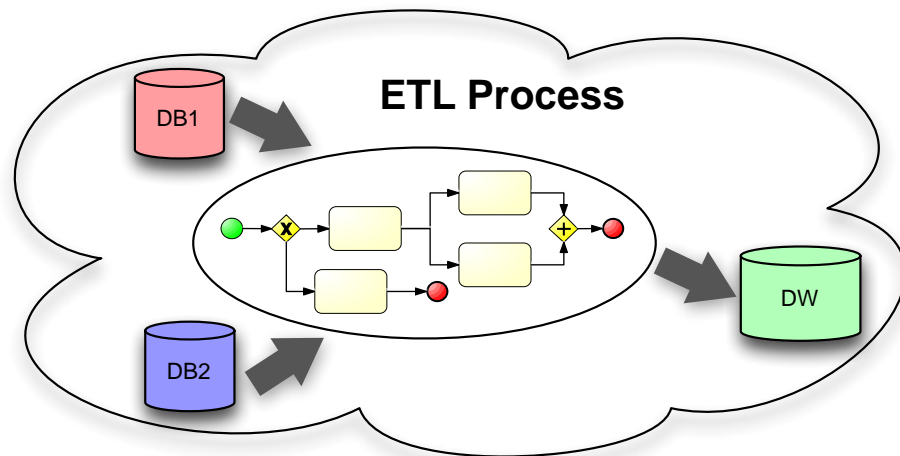 ETL Process
DB1
X
+
DW
DB2